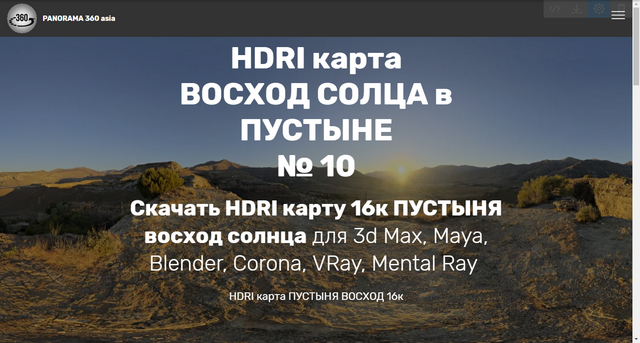 360
PANORAMA 360 asia
HDRI карта
ВОСХОД СОЛЦА в
ПУСТЫНЕ
№ 10
Скачать HDRI карту 16к ПУСТЫНЯ
восход солнца для 3d Max, Maya,
Blender, Corona, VRay, Mental Ray
HDRI карта ПУСТЫНЯ ВОСХОД 16к